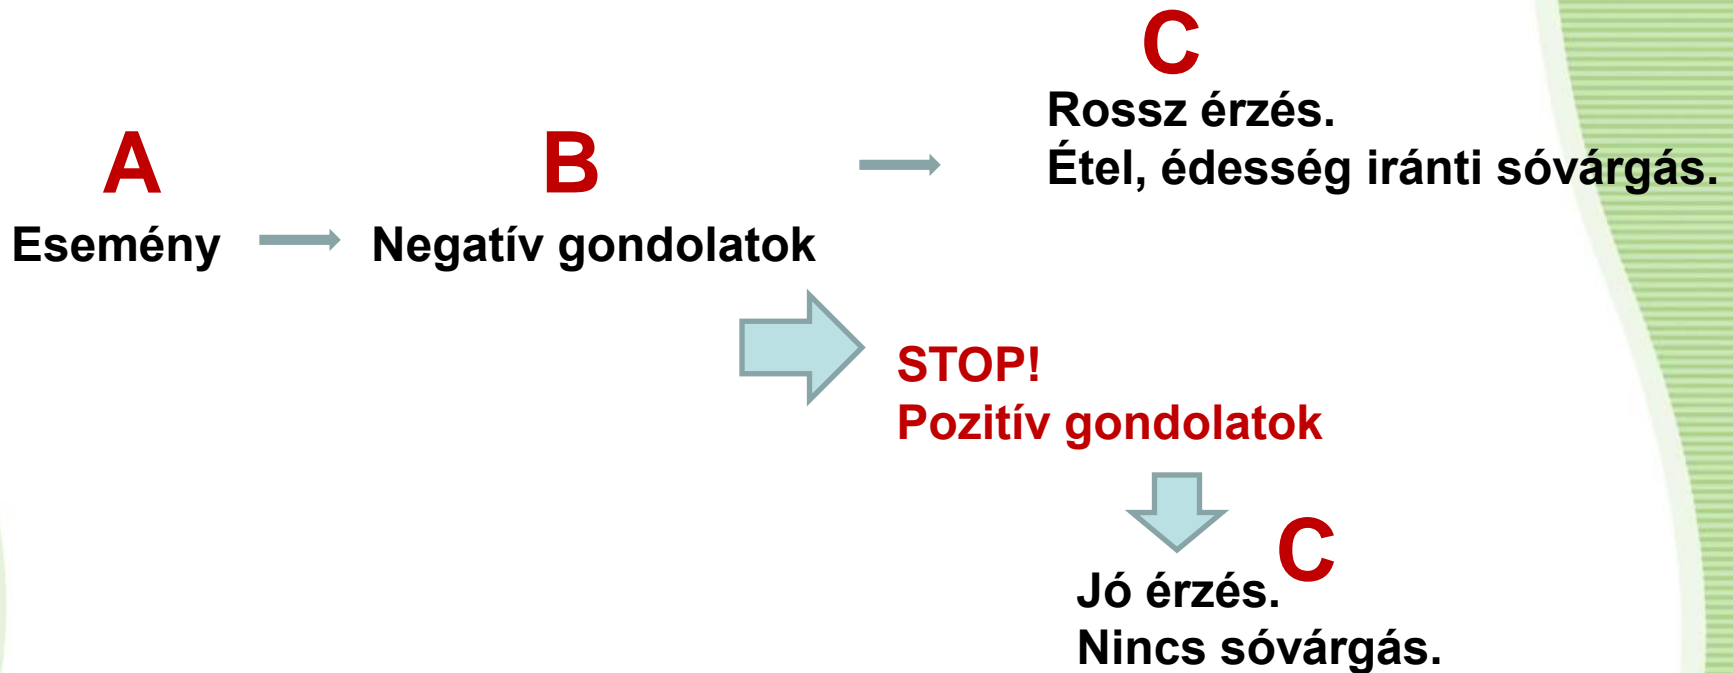 A
Esemény
B
Negatív gondolatok
C
Rossz érzés.
Étel, édesség iránti sóvárgás.
STOP!
Pozitív gondolatok
C
Jó érzés.
Nincs sóvárgás.